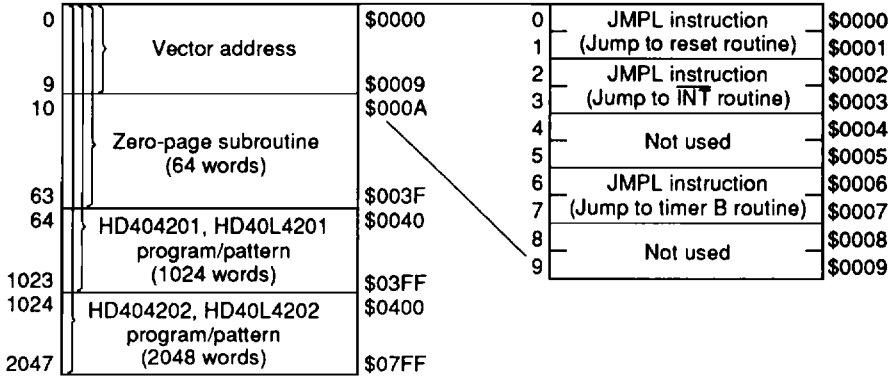 0 $0000
Vector address
9 $0009
10 $000A
Zero-page subroutine
(64 words)
63 $003F
64 HD404201, HD40L4201 $0040
program/pattern
(1024 words)
1023 $03FF
1024 HD404202, HD40L4202 $0400
program/pattern
(2048 words)
2047 $07FF
0 JMPL instruction $0000
1 (Jump to reset routine) $0001
2 JMPL instruction $0002
3 (Jump to INT routine) $0003
4 $0004
Not used
5 $0005
6 JMPL instruction $0006
7 (Jump to timer B routine) $0007
8 $0008
Not used
9 $0009